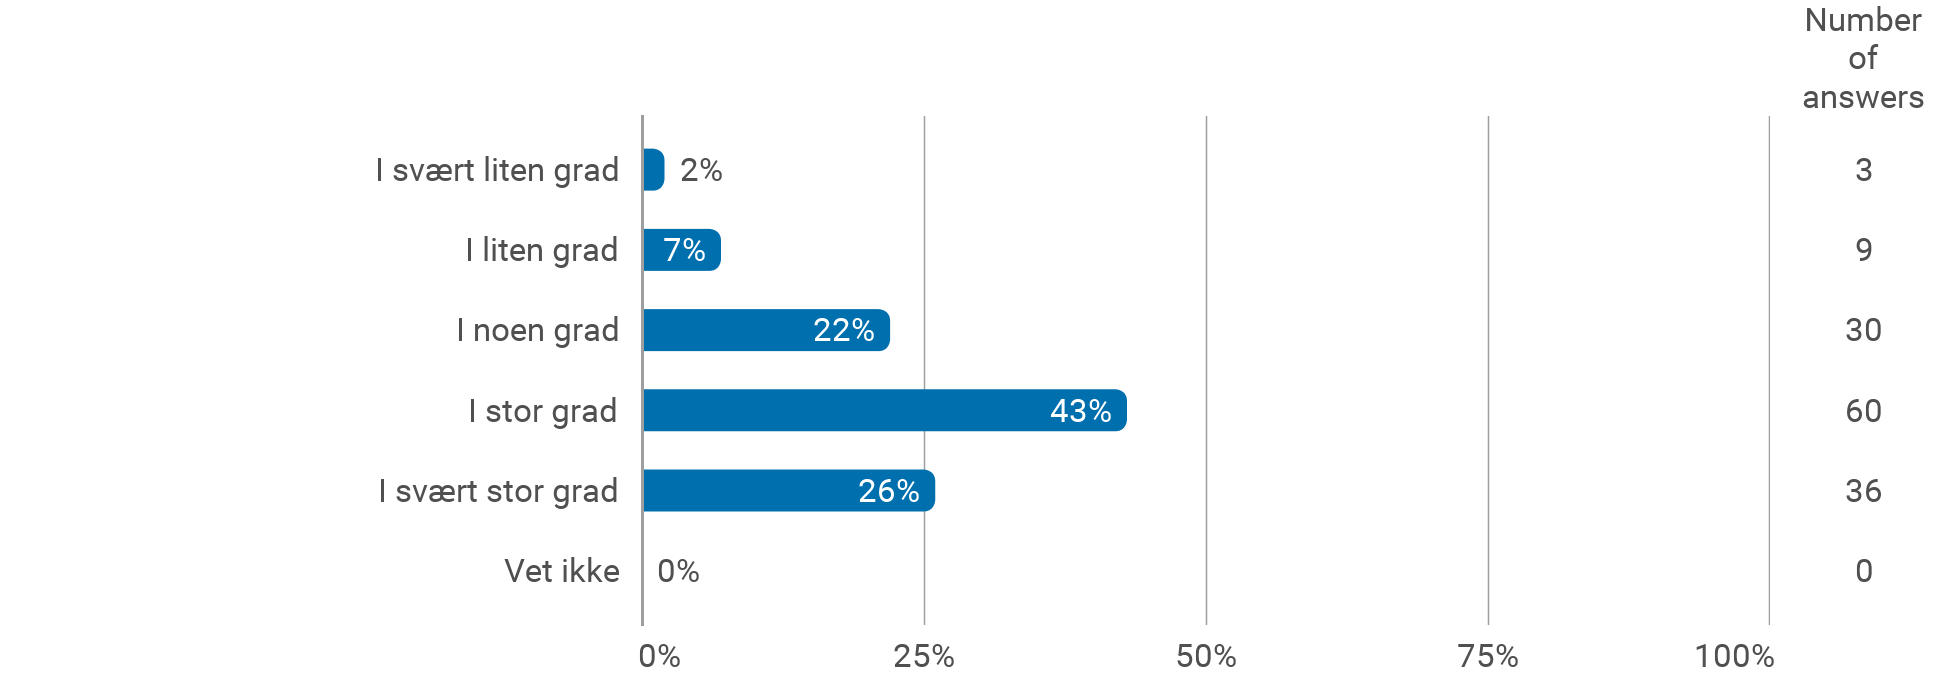 Number
of
answers
I svært liten grad 2% 3
I liten grad 7% 9
I noen grad 22% 30
I stor grad 43% 60
I svært stor grad 26% 36
Vet ikke 0% 0
0% 25% 50% 75% 100%